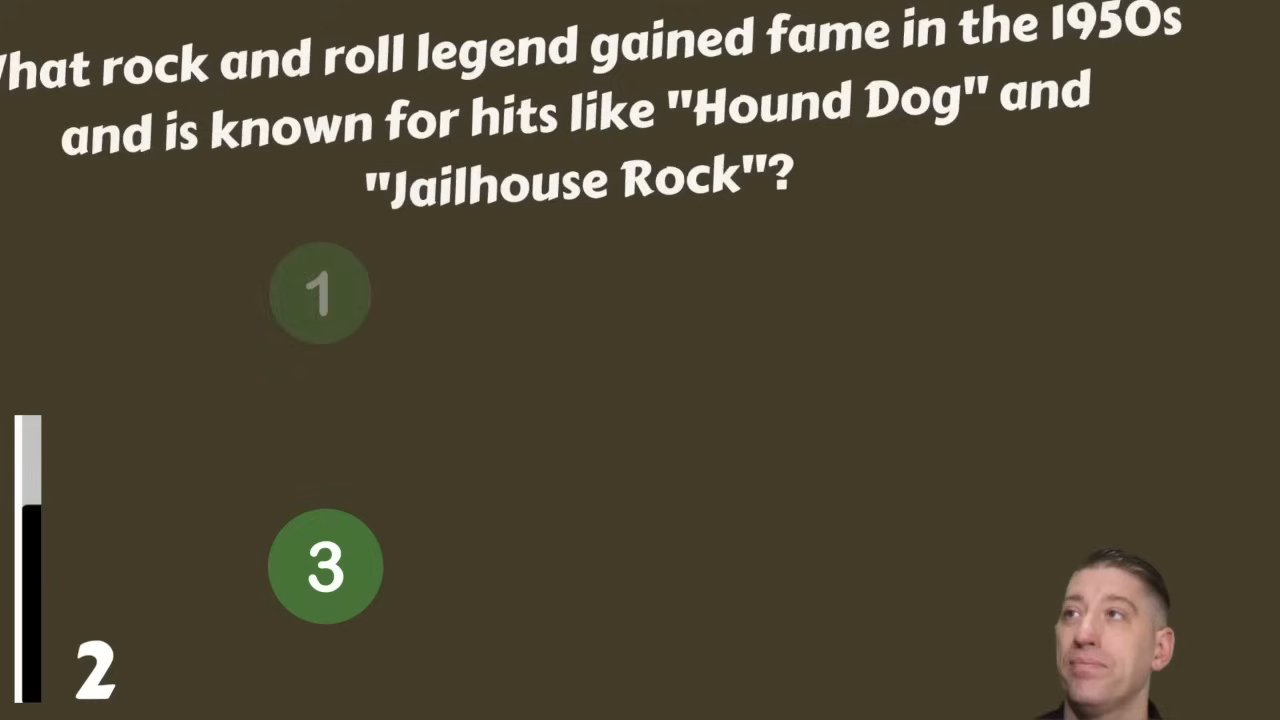 What rock and roll legend gained fame in the 1950s
and is known for hits like "Hound Dog" and
"Jailhouse Rock"?
1
3
2